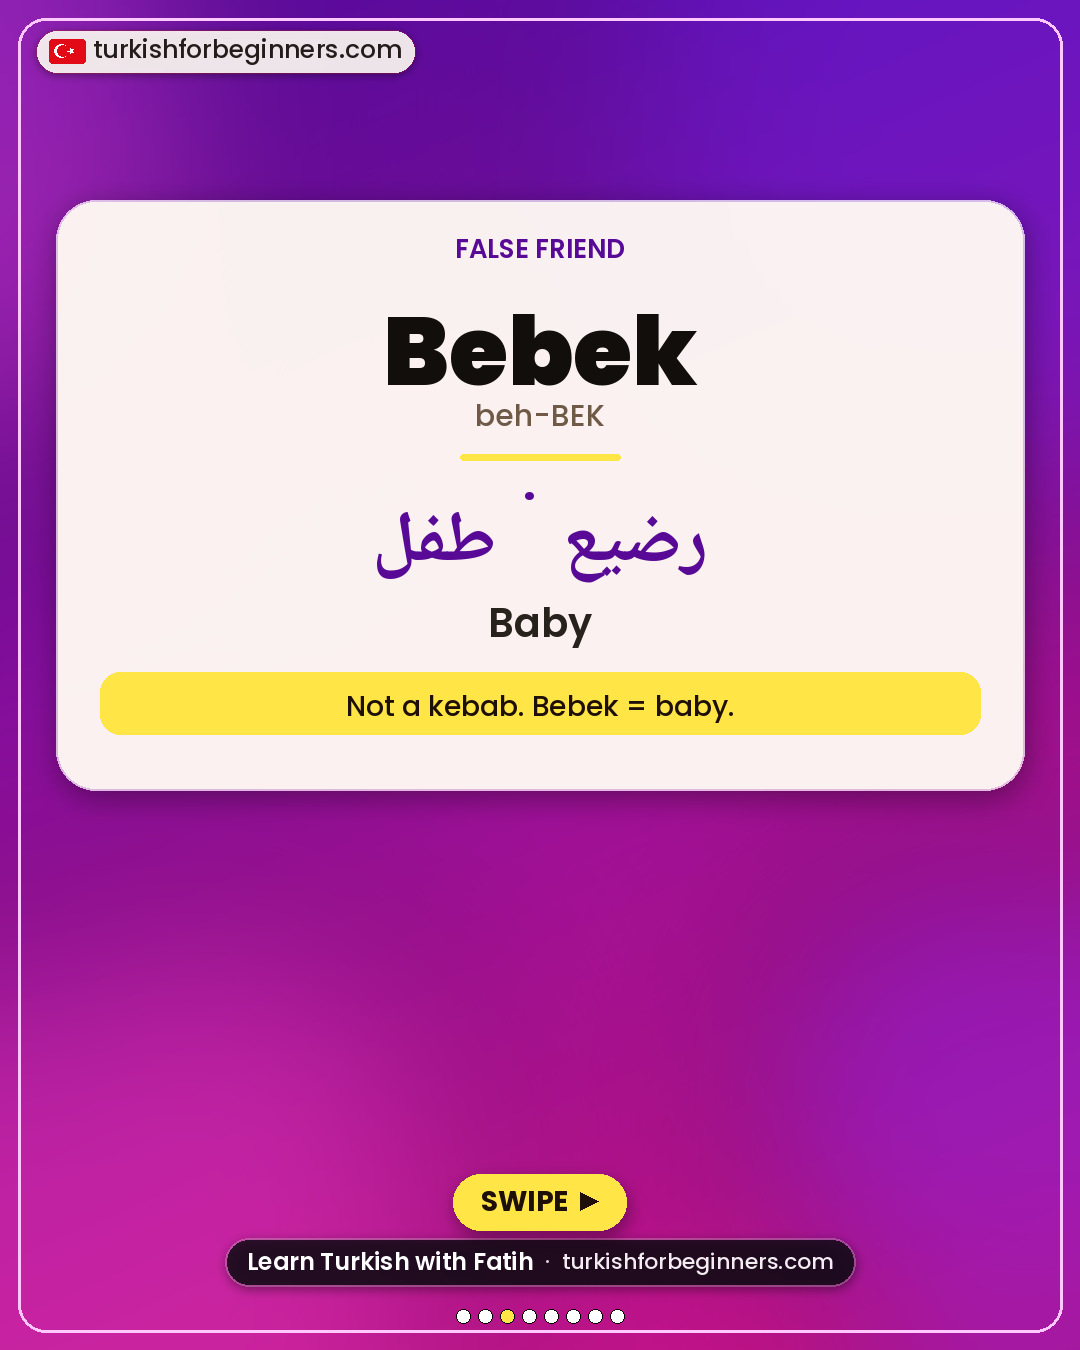 turkishforbeginners.com
FALSE FRIEND
Bebek
beh-BEK
رضيع · طفل
Baby
Not a kebab. Bebek = baby.
SWIPE ▶
Learn Turkish with Fatih · turkishforbeginners.com